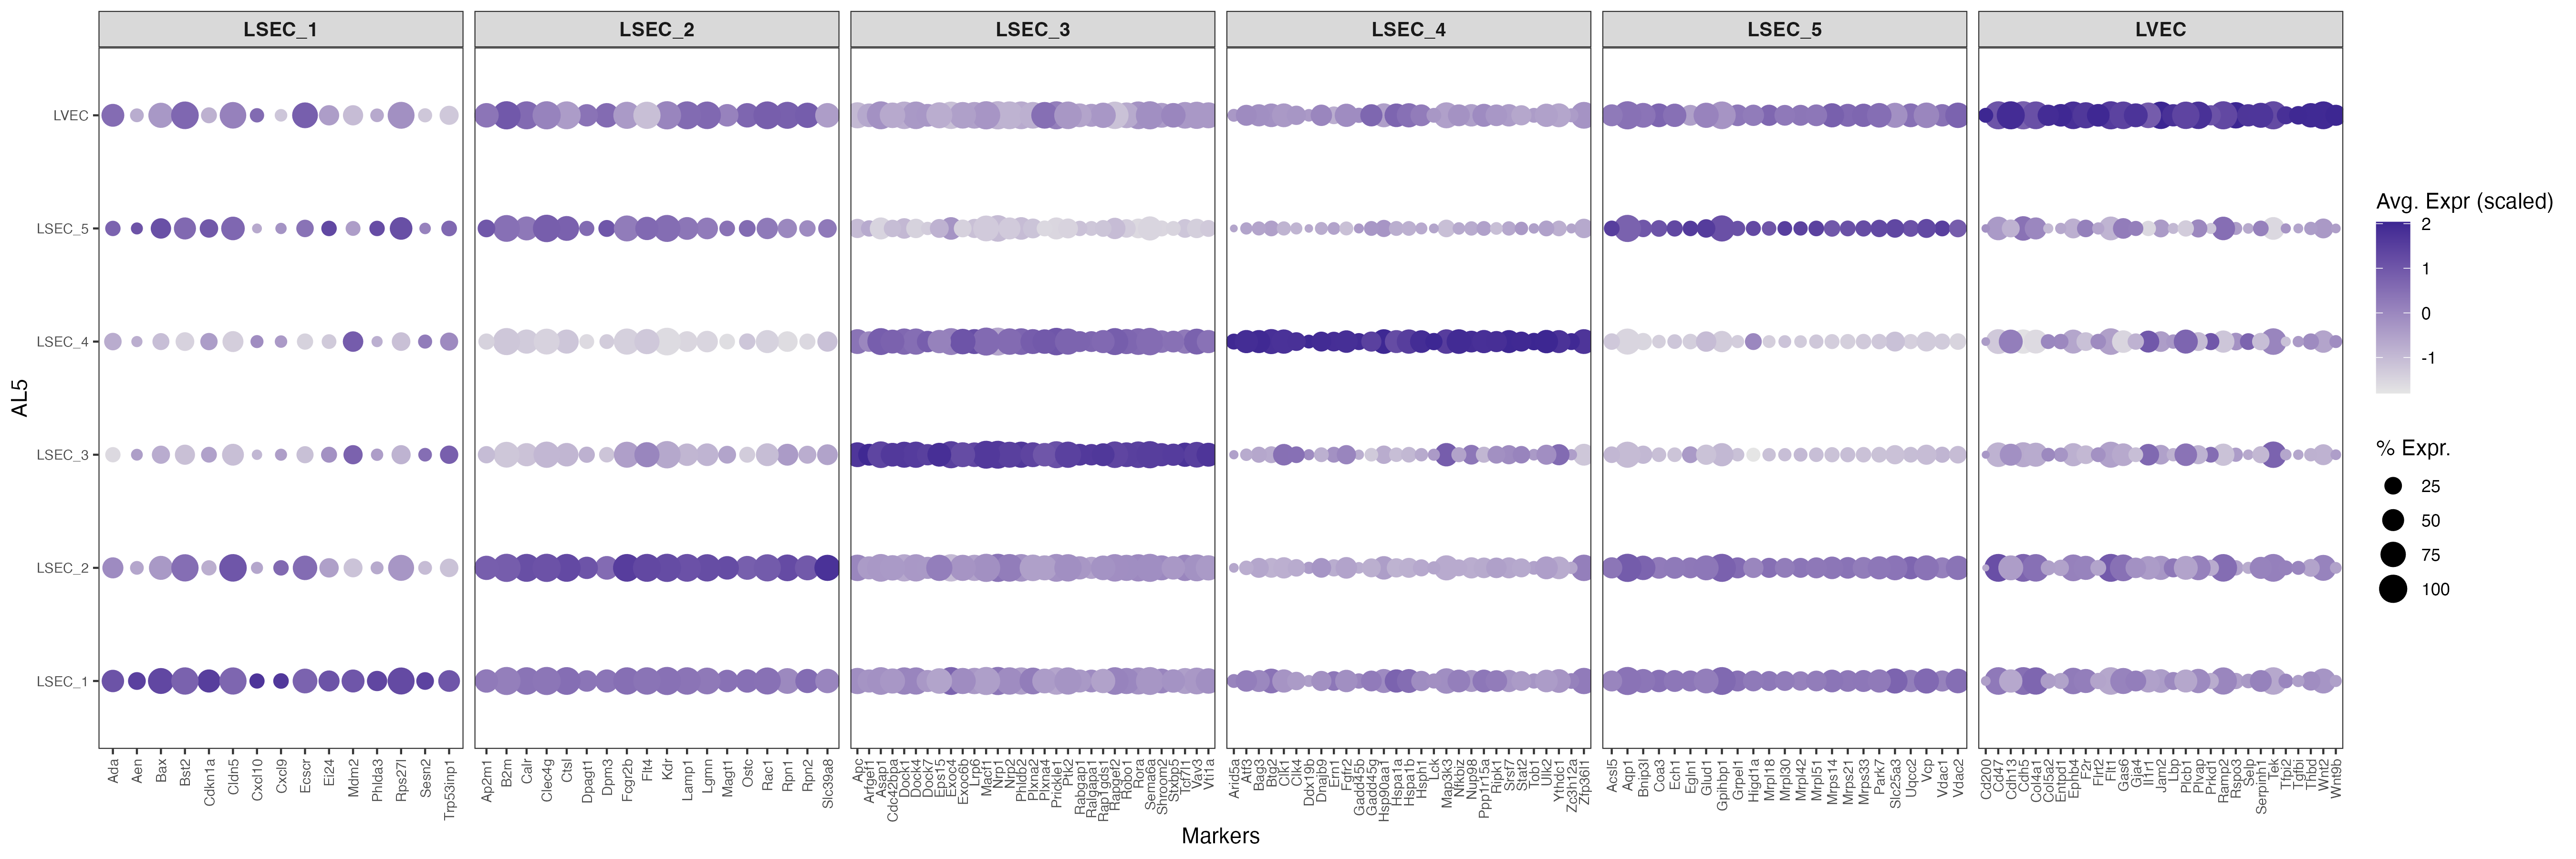 LSEC_1
LSEC_2
LSEC_3
LSEC_4
LSEC_5
LVEC
AL5
LVEC
LSEC_5
LSEC_4
LSEC_3
LSEC_2
LSEC_1
Ada Aen Bax Bst2 Cdkn1a Cldn5 Cxcl10 Cxcl9 Ecscr Ei24 Mdm2 Phlda3 Rps27l Sesn2 Trp53inp1
Ap2m1 B2m Calr Clec4g Ctsl Dpagt1 Dpm3 Fcgr2b Flt4 Kdr Lamp1 Lgmn Magt1 Ostc Rac1 Rpn1 Rpn2 Slc39a8
Apc Arfgef1 Asap1 Cdc42bpa Dock1 Dock4 Dock7 Eps15 Exoc4 Exoc6b Lrp6 Macf1 Nrp1 Nrp2 Phldb2 Plxna2 Plxna4 Prickle1 Ptk2 Rabgap1 Ralgapa1 Rap1gds1 Rapgef2 Robo1 Rora Sema6a Shroom2 Stxbp5 Tcf7l1 Vav3 Vti1a
Arid5a Atf3 Bag3 Btg2 Clk1 Clk4 Ddx19b Dnajb9 Ern1 Fgfr2 Gadd45b Gadd45g Hsp90aa1 Hspa1a Hspa1b Hsph1 Lck Map3k3 Nfkbiz Nup98 Ppp1r15a Ripk1 Srsf7 Stat2 Tob1 Ulk2 Ythdc1 Zc3h12a Zfp36l1
Acsl5 Aqp1 Bnip3l Coa3 Ech1 Egln1 Glud1 Gpihbp1 Grpel1 Higd1a Mrpl18 Mrpl30 Mrpl42 Mrpl51 Mrps14 Mrps21 Mrps33 Park7 Slc25a3 Uqcc2 Vcp Vdac1 Vdac2
Cd200 Cd47 Cdh13 Cdh5 Col4a1 Col5a2 Entpd1 Ephb4 F2r Flrt2 Flt1 Gas6 Gja4 Il1r1 Jam2 Lbp Plcb1 Pvap Prkd1 Ramp2 Rspo3 Selp Serpinh1 Tek Tfpi2 Tgfbi Thbd Wnt2 Wnt9b
Markers
Avg. Expr (scaled)
2
1
0
-1
% Expr.
25
50
75
100